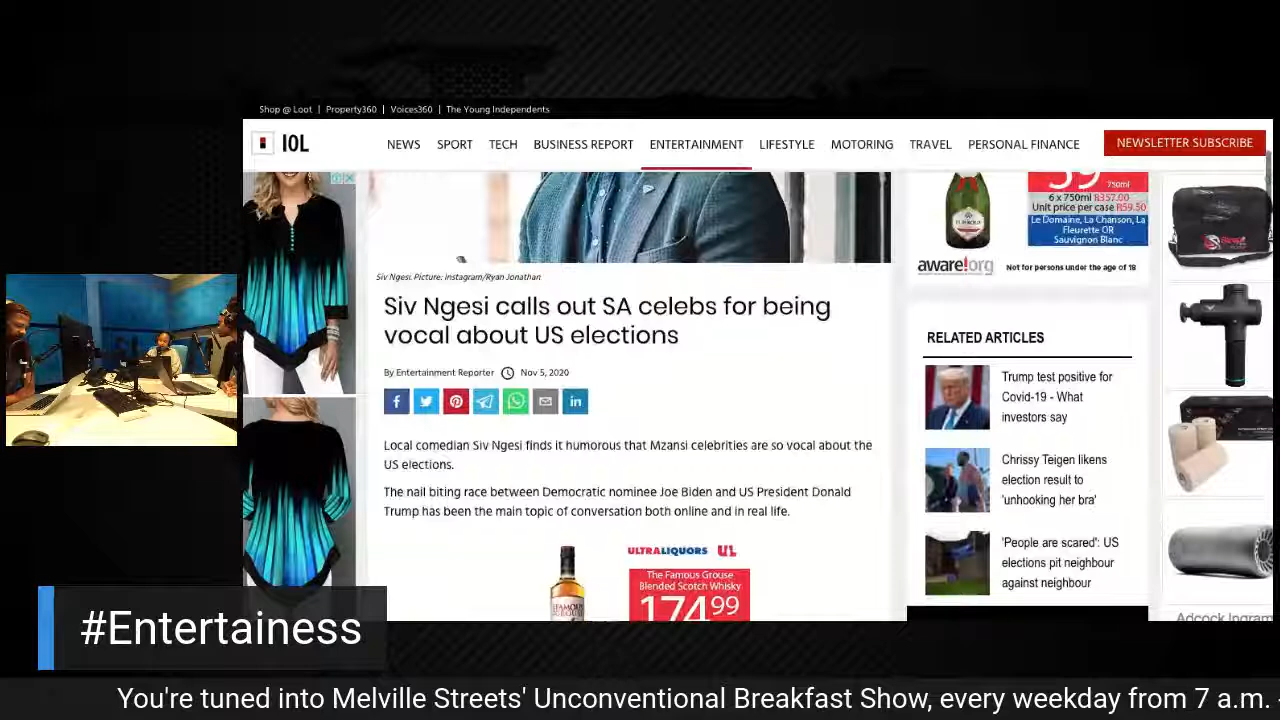 Shop @ Loot | Property360 | Voices360 | The Young Independents
IOL
NEWS SPORT TECH BUSINESS REPORT ENTERTAINMENT LIFESTYLE MOTORING TRAVEL PERSONAL FINANCE
NEWSLETTER SUBSCRIBE
Siv Ngesi. Picture: Instagram/Ryan Jonathan
Siv Ngesi calls out SA celebs for being
vocal about US elections
By Entertainment Reporter Nov 5, 2020
Local comedian Siv Ngesi finds it humorous that Mzansi celebrities are so vocal about the
US elections.
The nail biting race between Democratic nominee Joe Biden and US President Donald
Trump has been the main topic of conversation both online and in real life.
ULTRALIQUORS UL
The Famous Grouse
Blended Scotch Whisky
17499
750ml
6 x 750ml R357.00
Unit price per case R59.50
Le Domaine, La Chanson, La
Fleurette OR
Sauvignon Blanc
aware!org
Not for persons under the age of 18
RELATED ARTICLES
Trump test positive for
Covid-19 - What
investors say
Chrissy Teigen likens
election result to
'unhooking her bra'
'People are scared': US
elections pit neighbour
against neighbour
Adcock Ingram
#Entertainess
You're tuned into Melville Streets' Unconventional Breakfast Show, every weekday from 7 a.m.